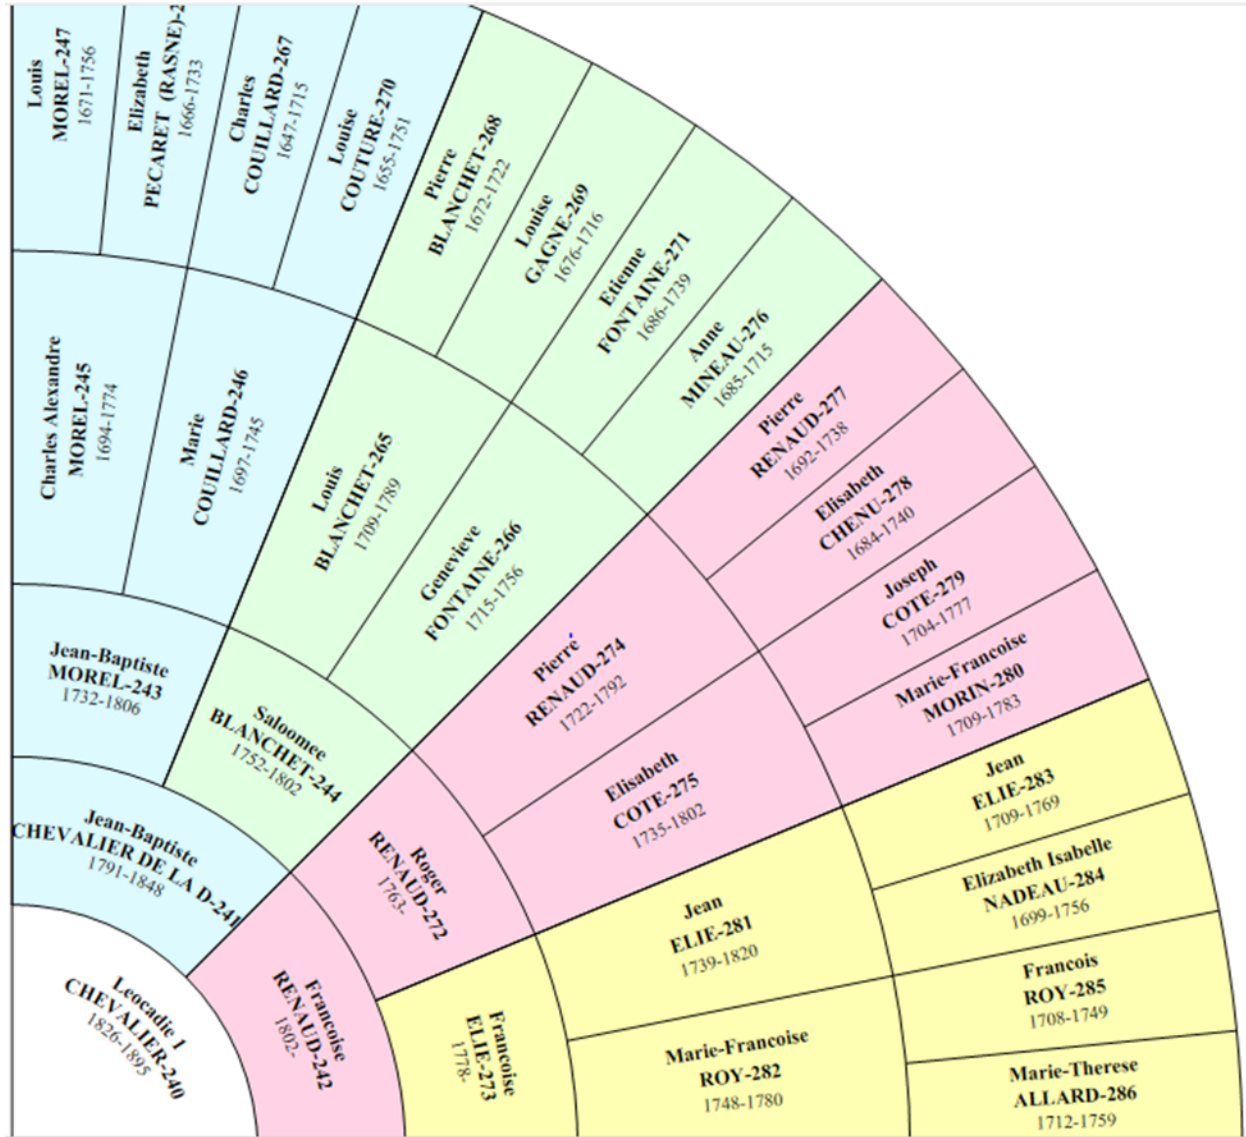 Louis
MOREL-247
1671-1756
Elizabeth
PECARET (RASNE)-2
1666-1733
Charles
COUILLARD-267
1647-1715
Louise
COUTURE-270
1655-1751
Pierre
BLANCHET-268
1672-1722
Louise
GAGNE-269
1676-1716
Etienne
FONTAINE-271
1686-1739
Anne
MINEAU-276
1685-1715
Pierre
RENAUD-277
1692-1738
Elisabeth
CHENU-278
1684-1740
Joseph
COTE-279
1704-1777
Marie-Francoise
MORIN-280
1709-1783
Jean
ELIE-283
1709-1769
Elizabeth Isabelle
NADEAU-284
1699-1756
Francois
ROY-285
1708-1749
Marie-Therese
ALLARD-286
1712-1759
Charles Alexandre
MOREL-245
1694-1774
Marie
COUILLARD-246
1697-1745
Louis
BLANCHET-265
1709-1789
Genevieve
FONTAINE-266
1715-1756
Pierre
RENAUD-274
1722-1792
Elisabeth
COTE-275
1735-1802
Jean
ELIE-281
1739-1820
Marie-Francoise
ROY-282
1748-1780
Jean-Baptiste
MOREL-243
1732-1806
Saloomee
BLANCHET-244
1752-1802
Roger
RENAUD-272
1763-
Francoise
ELIE-273
1778-
Jean-Baptiste
CHEVALIER DE LA D-241
1791-1848
Francoise
RENAUD-242
1802-
Leocadie 1
CHEVALIER-240
1826-1895